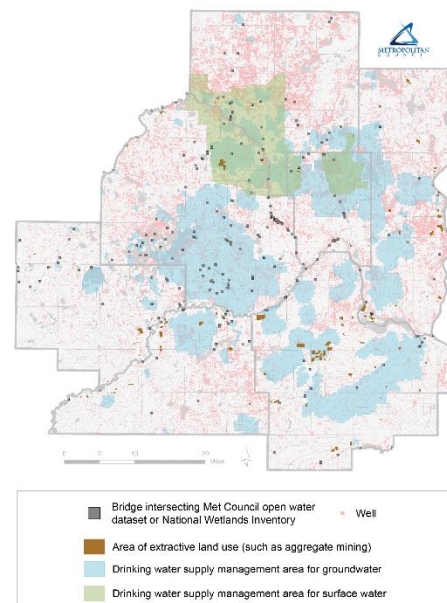 METROPOLITAN
COUNCIL
0 5 10 20
Miles
N
Bridge intersecting Met Council open water
dataset or National Wetlands Inventory
Well
Area of extractive land use (such as aggregate mining)
Drinking water supply management area for groundwater
Drinking water supply management area for surface water